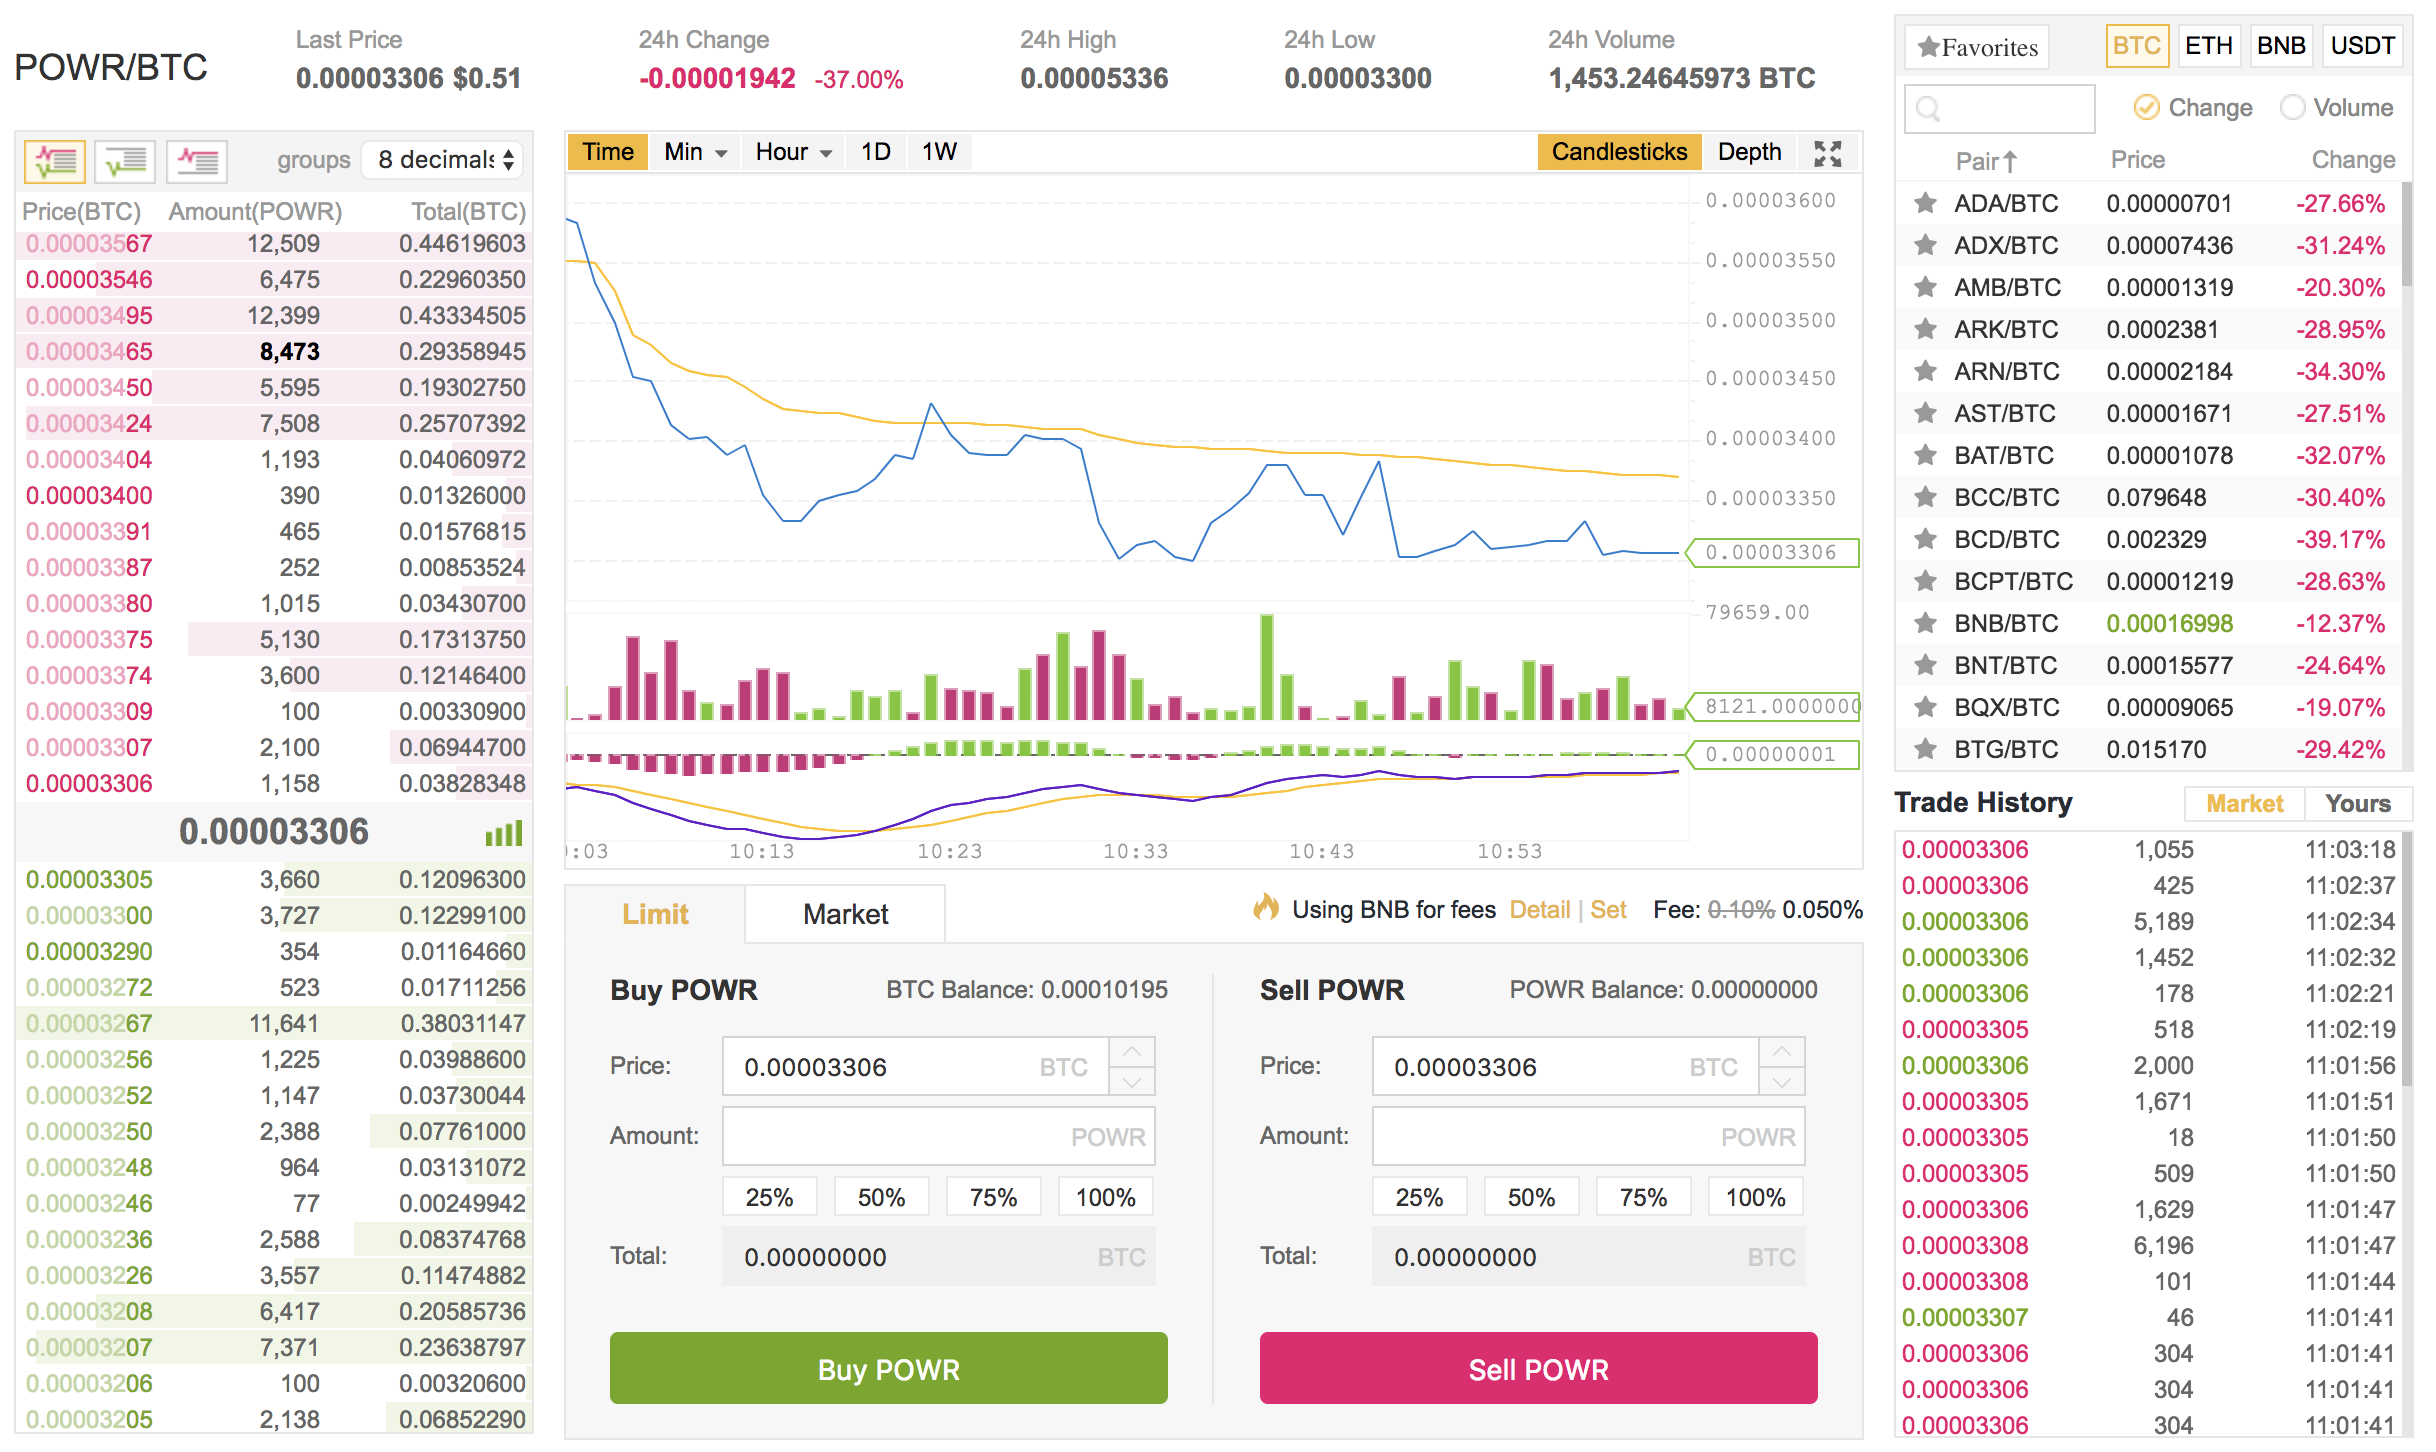 POWR/BTC
Last Price
0.00003306 $0.51
24h Change
-0.00001942 -37.00%
24h High
0.00005336
24h Low
0.00003300
24h Volume
1,453.24645973 BTC
groups 8 decimals
Price(BTC) Amount(POWR) Total(BTC)
0.00003567 12,509 0.44619603
0.00003546 6,475 0.22960350
0.00003495 12,399 0.43334505
0.00003465 8,473 0.29358945
0.00003450 5,595 0.19302750
0.00003424 7,508 0.25707392
0.00003404 1,193 0.04060972
0.00003400 390 0.01326000
0.00003391 465 0.01576815
0.00003387 252 0.00853524
0.00003380 1,015 0.03430700
0.00003375 5,130 0.17313750
0.00003374 3,600 0.12146400
0.00003309 100 0.00330900
0.00003307 2,100 0.06944700
0.00003306 1,158 0.03828348
0.00003306
0.00003305 3,660 0.12096300
0.00003300 3,727 0.12299100
0.00003290 354 0.01164660
0.00003272 523 0.01711256
0.00003267 11,641 0.38031147
0.00003256 1,225 0.03988600
0.00003252 1,147 0.03730044
0.00003250 2,388 0.07761000
0.00003248 964 0.03131072
0.00003246 77 0.00249942
0.00003236 2,588 0.08374768
0.00003226 3,557 0.11474882
0.00003208 6,417 0.20585736
0.00003207 7,371 0.23638797
0.00003206 100 0.00320600
0.00003205 2,138 0.06852290
Time Min Hour 1D 1W Candlesticks Depth
0.00003600
0.00003550
0.00003500
0.00003450
0.00003400
0.00003350
0.00003306
79659.00
8121.0000000
0.00000001
:03 10:13 10:23 10:33 10:43 10:53
Limit Market Using BNB for fees Detail | Set Fee: 0.10% 0.050%
Buy POWR BTC Balance: 0.00010195
Price: 0.00003306 BTC
Amount: POWR
25% 50% 75% 100%
Total: 0.00000000 BTC
Buy POWR
Sell POWR POWR Balance: 0.00000000
Price: 0.00003306 BTC
Amount: POWR
25% 50% 75% 100%
Total: 0.00000000 BTC
Sell POWR
Favorites BTC ETH BNB USDT
Change Volume
Pair↑ Price Change
ADA/BTC 0.00000701 -27.66%
ADX/BTC 0.00007436 -31.24%
AMB/BTC 0.00001319 -20.30%
ARK/BTC 0.0002381 -28.95%
ARN/BTC 0.00002184 -34.30%
AST/BTC 0.00001671 -27.51%
BAT/BTC 0.00001078 -32.07%
BCC/BTC 0.079648 -30.40%
BCD/BTC 0.002329 -39.17%
BCPT/BTC 0.00001219 -28.63%
BNB/BTC 0.00016998 -12.37%
BNT/BTC 0.00015577 -24.64%
BQX/BTC 0.00009065 -19.07%
BTG/BTC 0.015170 -29.42%
Trade History Market Yours
0.00003306 1,055 11:03:18
0.00003306 425 11:02:37
0.00003306 5,189 11:02:34
0.00003306 1,452 11:02:32
0.00003306 178 11:02:21
0.00003305 518 11:02:19
0.00003306 2,000 11:01:56
0.00003305 1,671 11:01:51
0.00003305 18 11:01:50
0.00003305 509 11:01:50
0.00003306 1,629 11:01:47
0.00003308 6,196 11:01:47
0.00003308 101 11:01:44
0.00003307 46 11:01:41
0.00003306 304 11:01:41
0.00003306 304 11:01:41
0.00003306 304 11:01:41